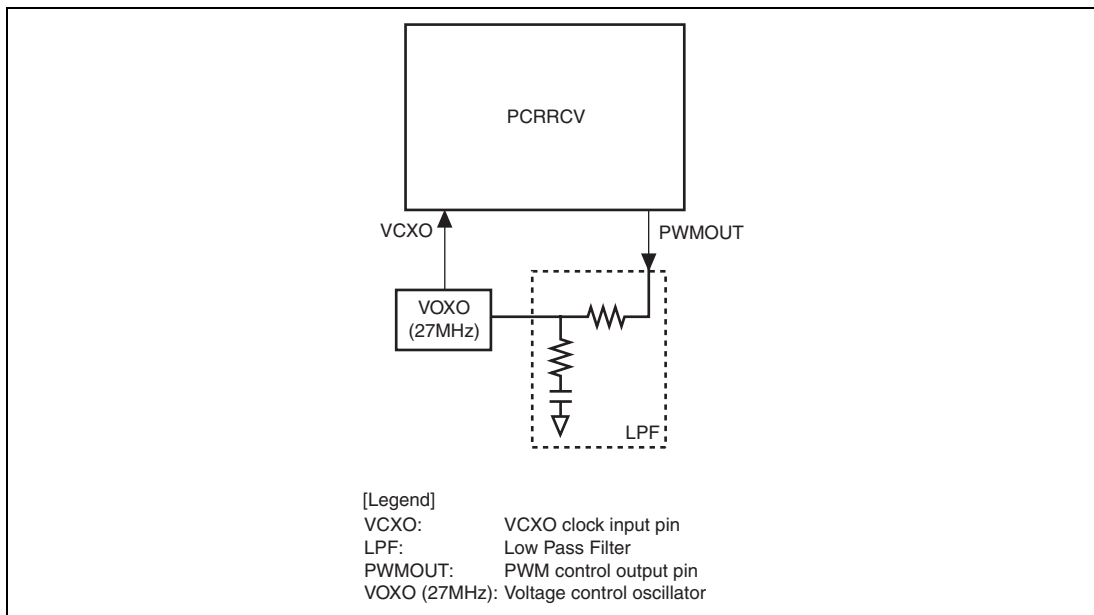 PCRRCV
VCXO
PWMOUT
VOXO
(27MHz)
LPF
[Legend]
VCXO: VCXO clock input pin
LPF: Low Pass Filter
PWMOUT: PWM control output pin
VOXO (27MHz): Voltage control oscillator